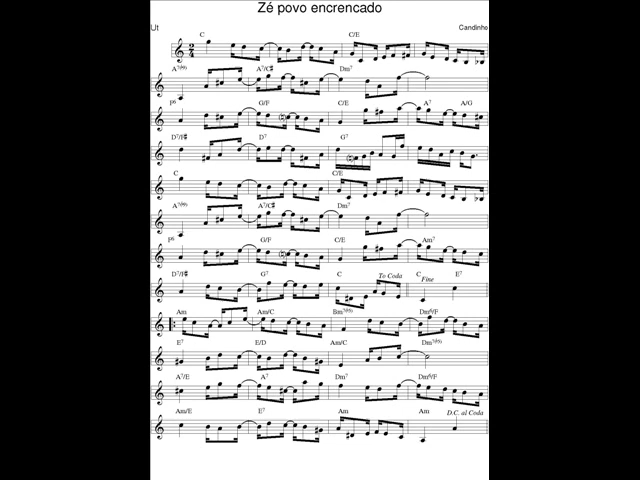 Zé povo encrencado
Ut Candinho
C C/E
A7(b9) A7/C# Dm7
G/F C/E A7 A/G
D7/F# D7 G7
C C/E
A7(b9) A7/C# Dm7
G/F C/E Am7
D7/F# G7 C To Coda Fine C E7
Am Am/C Bm7(b5) Dm6/F
E7 E/D Am/C Dm7(b5)
A7/E A7 Dm7 Dm6/F
Am/E E7 Am Am D.C. al Coda